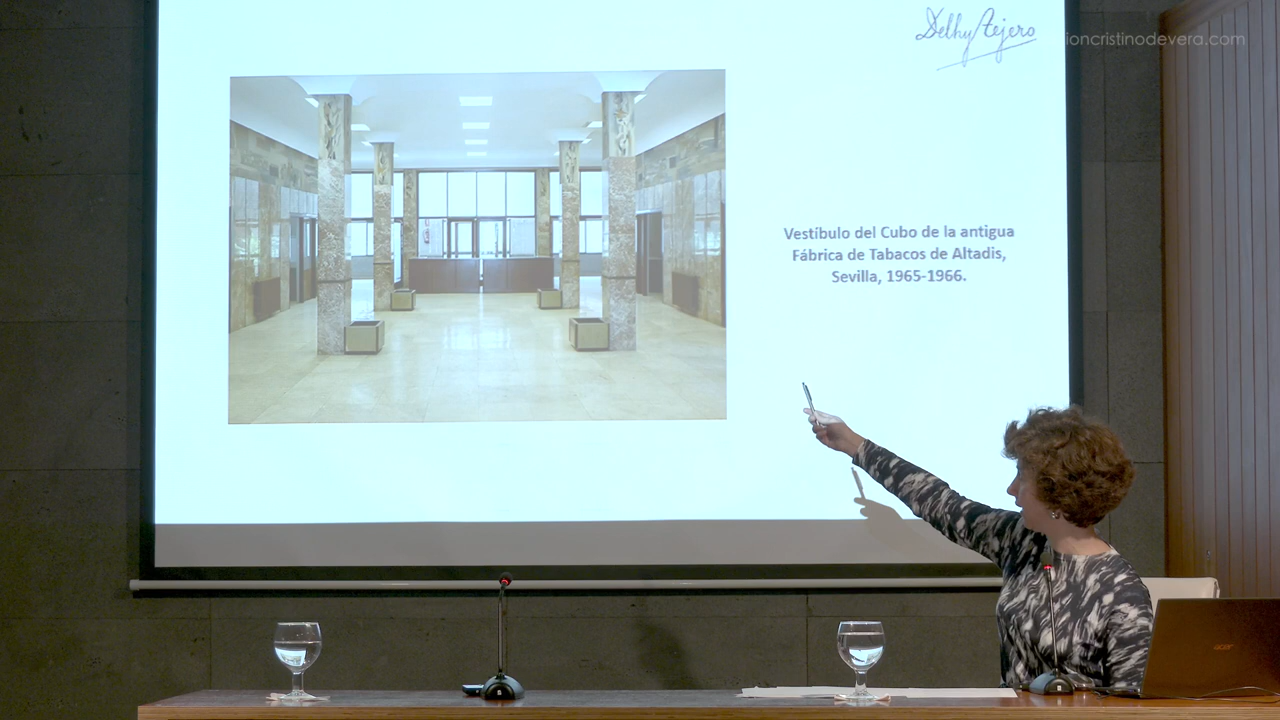 Delhy Tejero
ioncristinodevera.com
Vestíbulo del Cubo de la antigua
Fábrica de Tabacos de Altadis,
Sevilla, 1965-1966.
acer